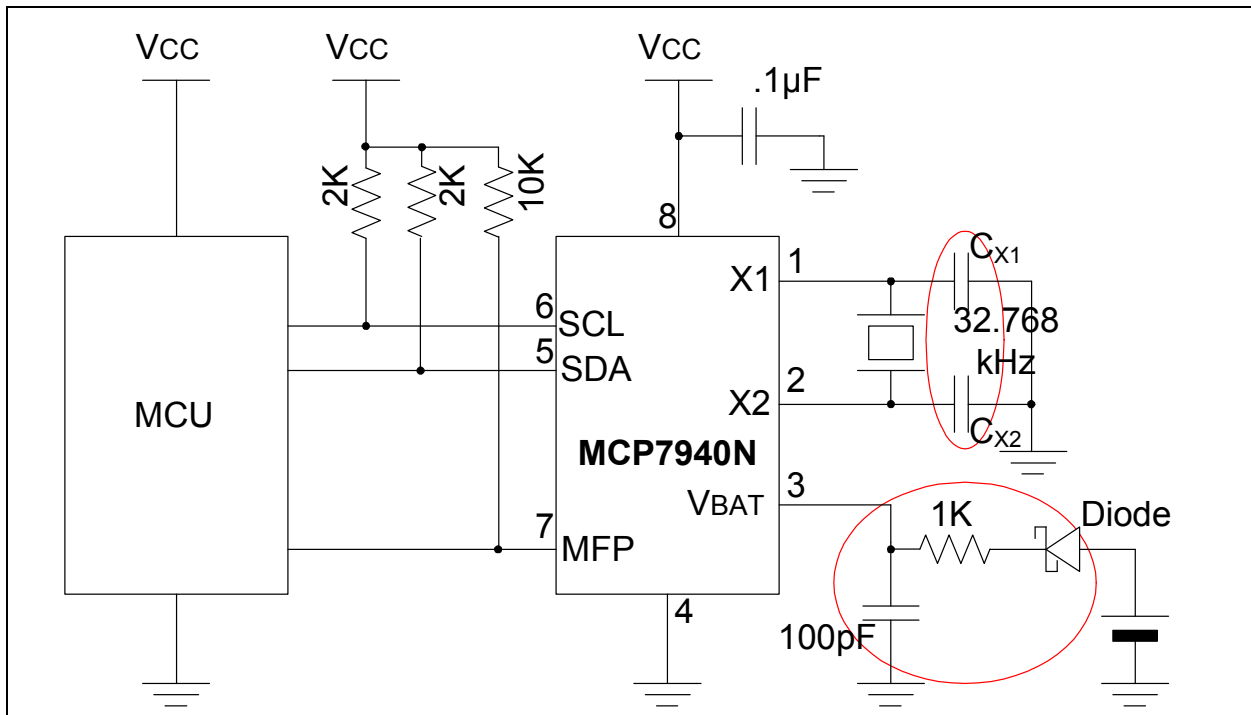 VCC
VCC
VCC
.1µF
2K
2K
10K
8
1
X1
CX1
32.768
kHz
6
SCL
5
SDA
2
X2
CX2
MCU
MCP7940N
3
VBAT
1K
Diode
7
MFP
4
100pF